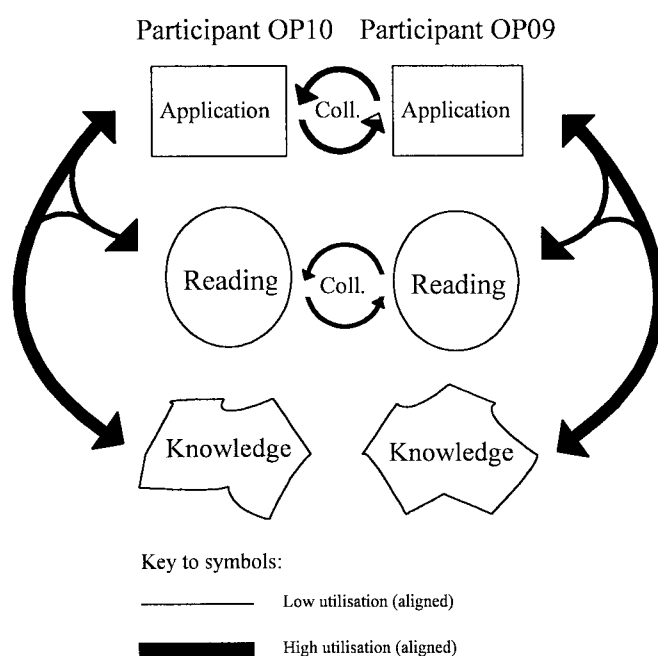 Participant OP10 Participant OP09
Application Coll. Application
Reading Coll. Reading
Knowledge Knowledge
Key to symbols:
Low utilisation (aligned)
High utilisation (aligned)